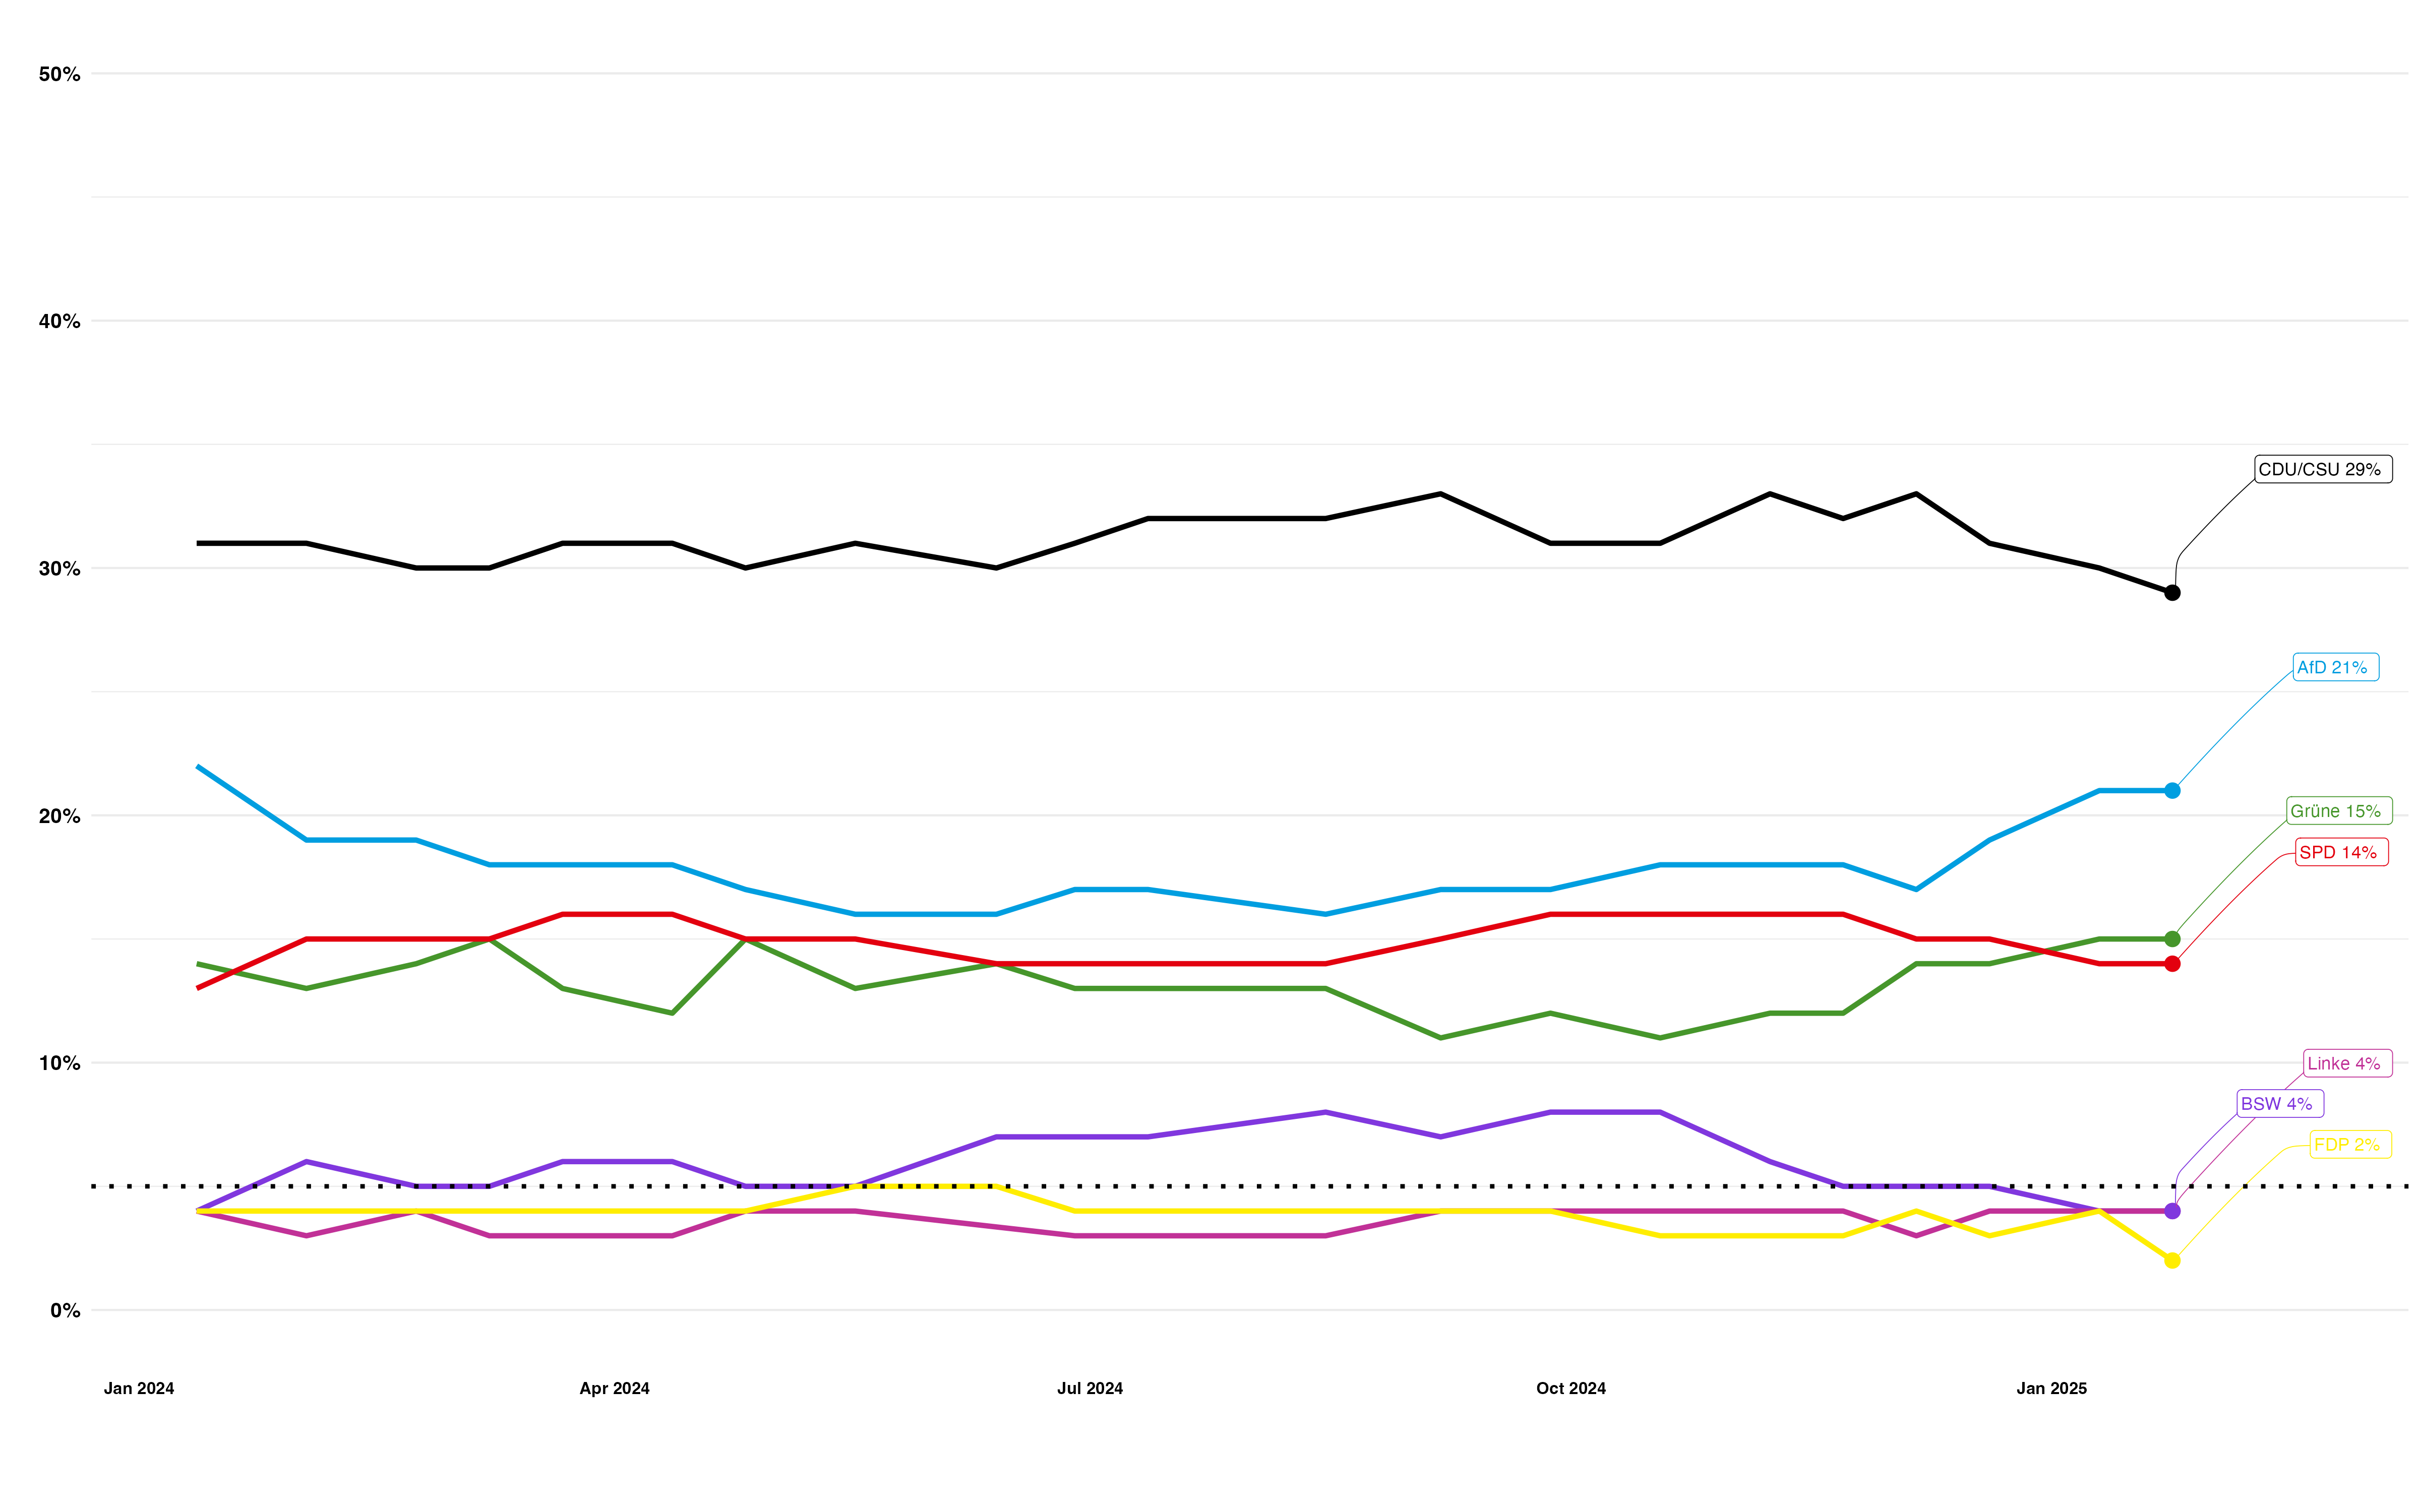 50%
40%
30%
20%
10%
0%
CDU/CSU 29%
AfD 21%
Grüne 15%
SPD 14%
Linke 4%
BSW 4%
FDP 2%
Jan 2024
Apr 2024
Jul 2024
Oct 2024
Jan 2025